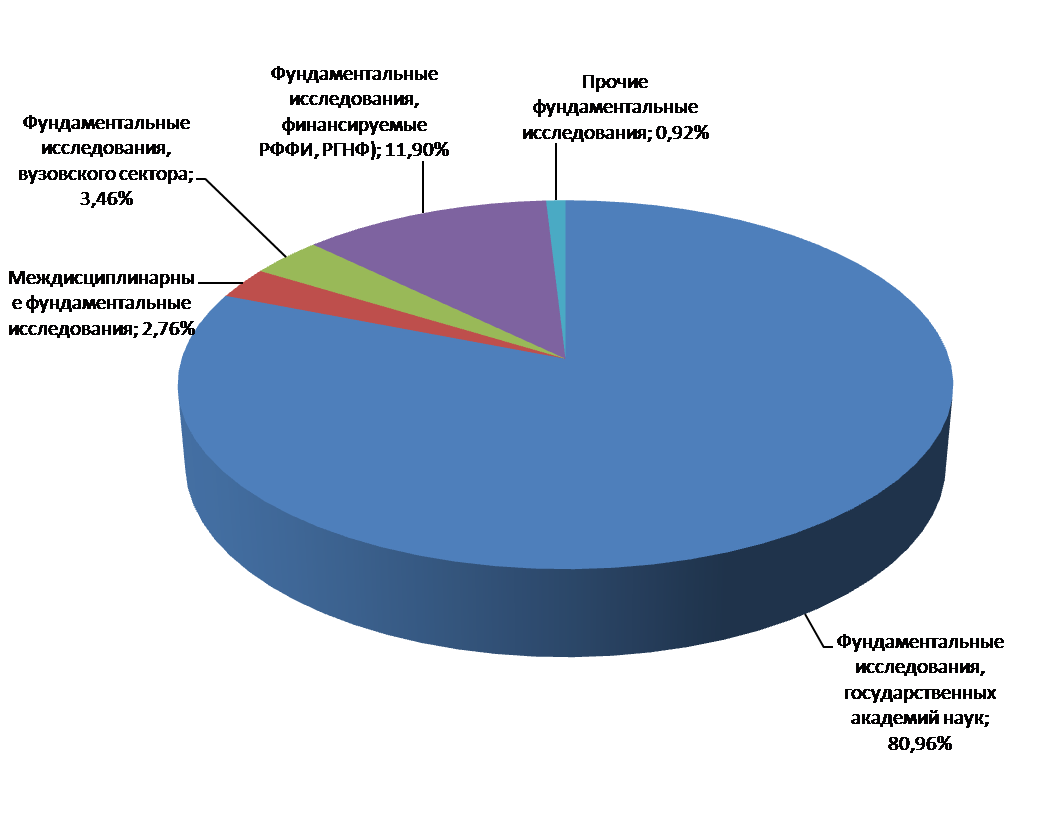 Фундаментальные
исследования,
финансируемые
РФФИ, РГНФ); 11,90%
Прочие
фундаментальные
исследования; 0,92%
Фундаментальные
исследования,
вузовского сектора;
3,46%
Междисциплинарны
е фундаментальные
исследования; 2,76%
Фундаментальные
исследования,
государственных
академий наук;
80,96%